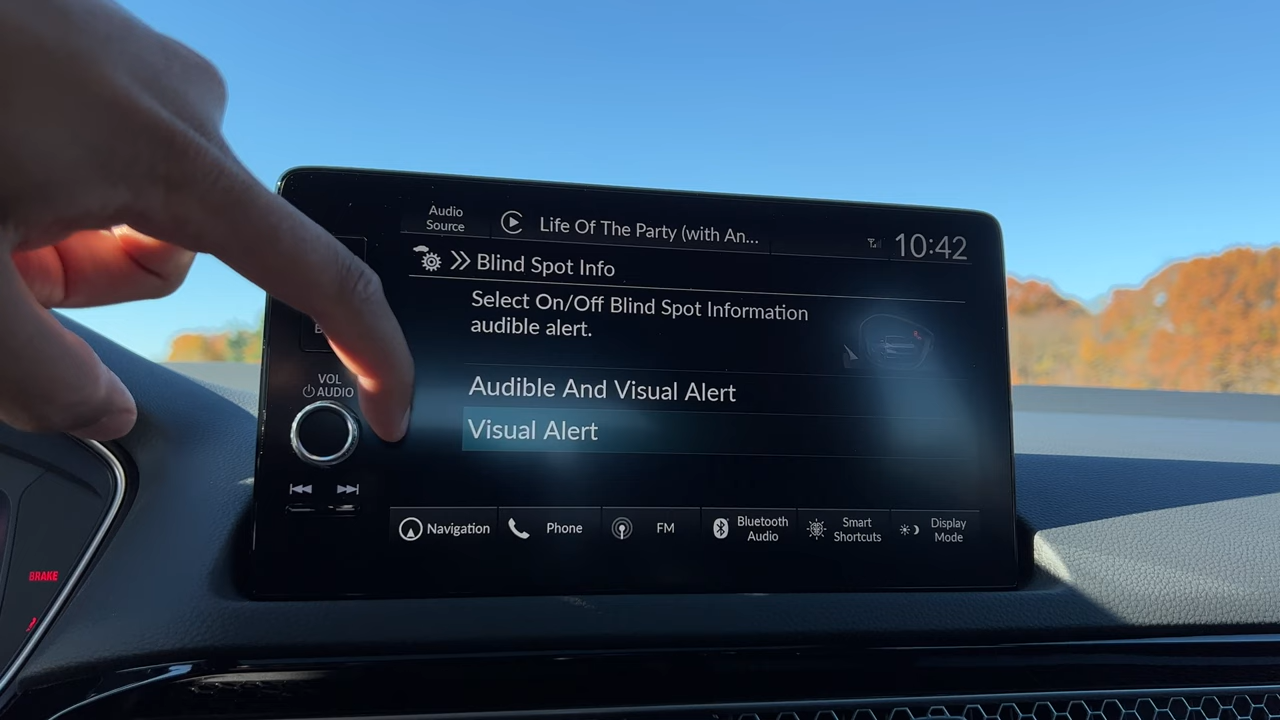 Audio
Source
Life Of The Party (with An...
10:42
Blind Spot Info
Select On/Off Blind Spot Information
audible alert.
VOL
AUDIO
Audible And Visual Alert
Visual Alert
Navigation
Phone
FM
Bluetooth
Audio
Smart
Shortcuts
Display
Mode
BRAKE